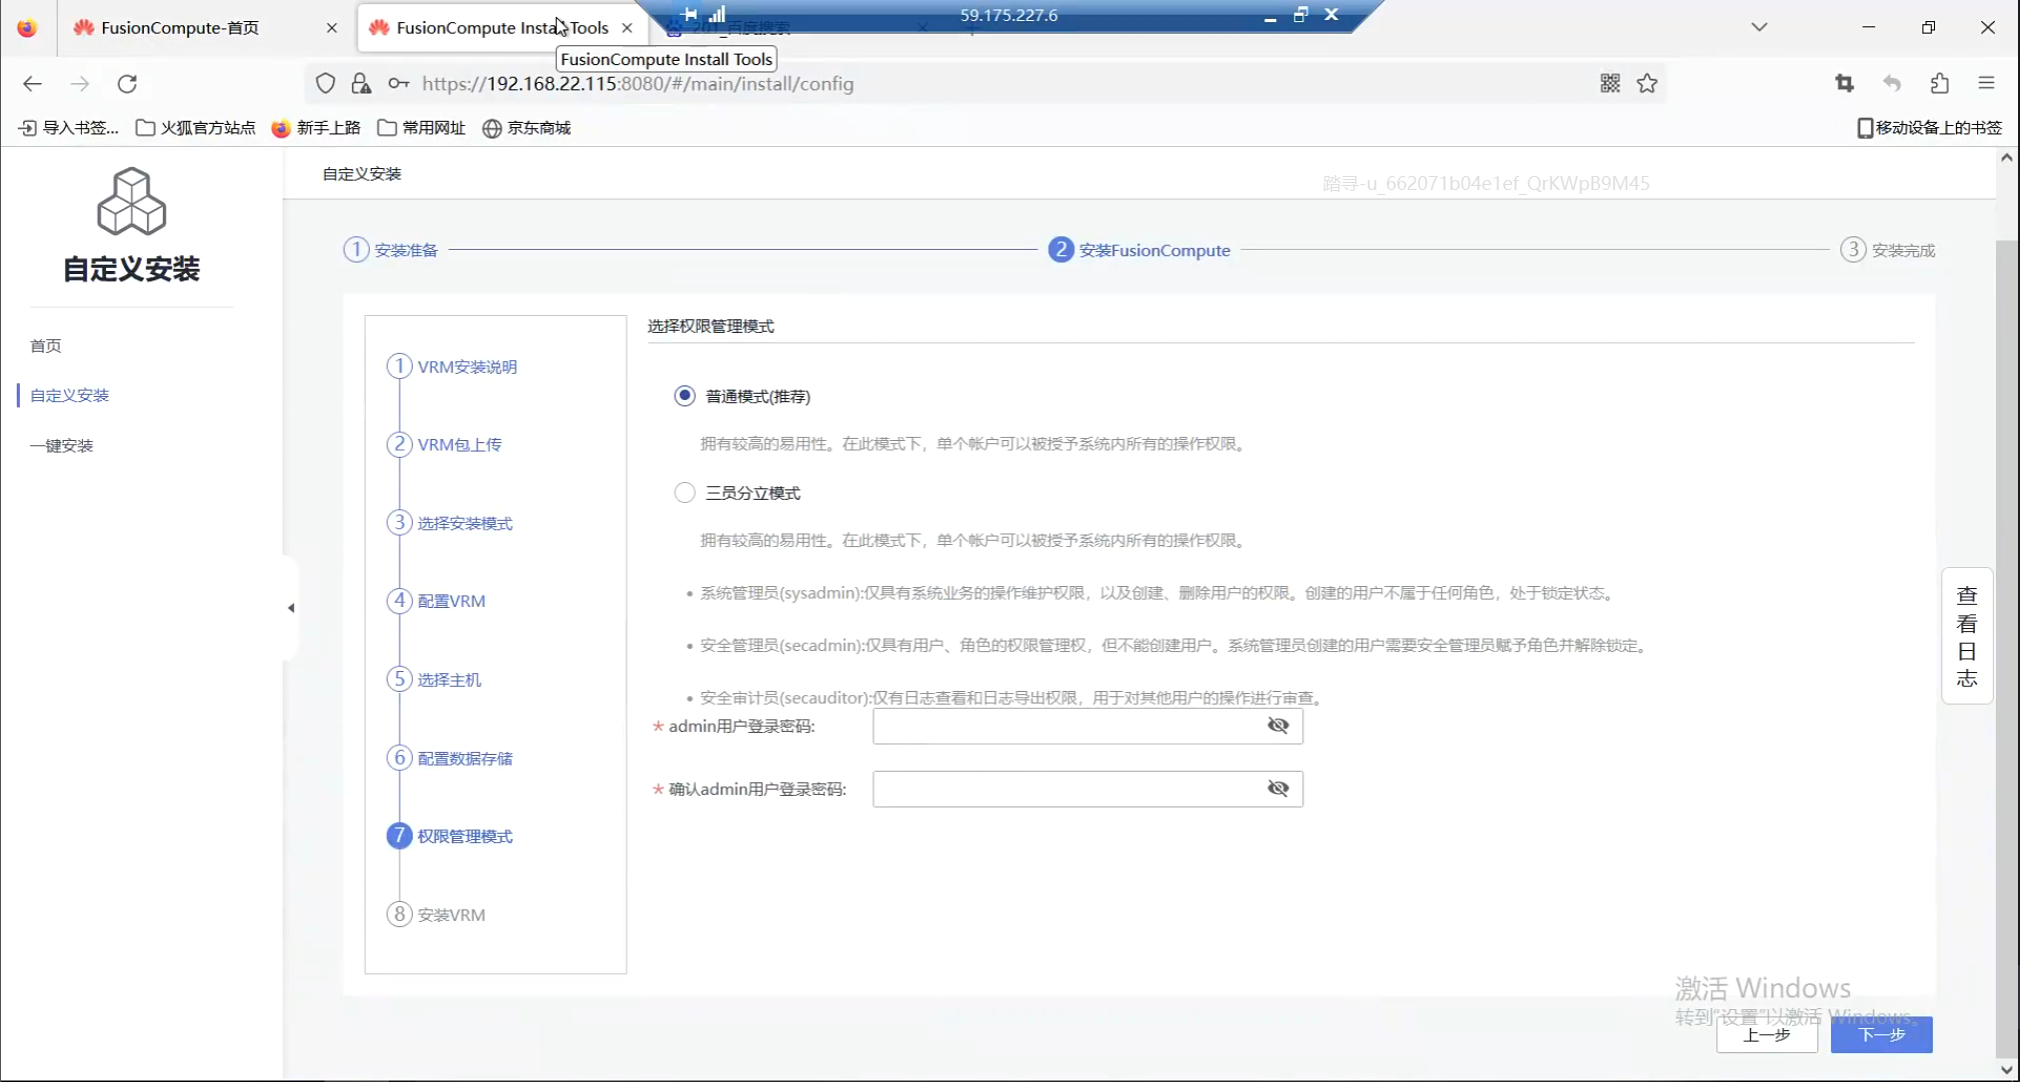 FusionCompute-首页
FusionCompute Install Tools
59.175.227.6
FusionCompute Install Tools
https://192.168.22.115:8080/#/main/install/config
导入书签...
火狐官方站点
新手上路
常用网址
京东商城
移动设备上的书签
自定义安装
踏寻-u_662071b04e1ef_QrKWpB9M45
自定义安装
首页
自定义安装
一键安装
1 安装准备
2 安装FusionCompute
3 安装完成
1 VRM安装说明
2 VRM包上传
3 选择安装模式
4 配置VRM
5 选择主机
6 配置数据存储
7 权限管理模式
8 安装VRM
选择权限管理模式
普通模式(推荐)
拥有较高的易用性。在此模式下，单个帐户可以被授予系统内所有的操作权限。
三员分立模式
拥有较高的易用性。在此模式下，单个帐户可以被授予系统内所有的操作权限。
• 系统管理员(sysadmin):仅具有系统业务的操作维护权限，以及创建、删除用户的权限。创建的用户不属于任何角色，处于锁定状态。
• 安全管理员(secadmin):仅具有用户、角色的权限管理权，但不能创建用户。系统管理员创建的用户需要安全管理员赋予角色并解除锁定。
• 安全审计员(secauditor):仅有日志查看和日志导出权限，用于对其他用户的操作进行审查。
* admin用户登录密码:
* 确认admin用户登录密码:
查看日志
激活 Windows
转到"设置"以激活 Windows。
上一步
下一步